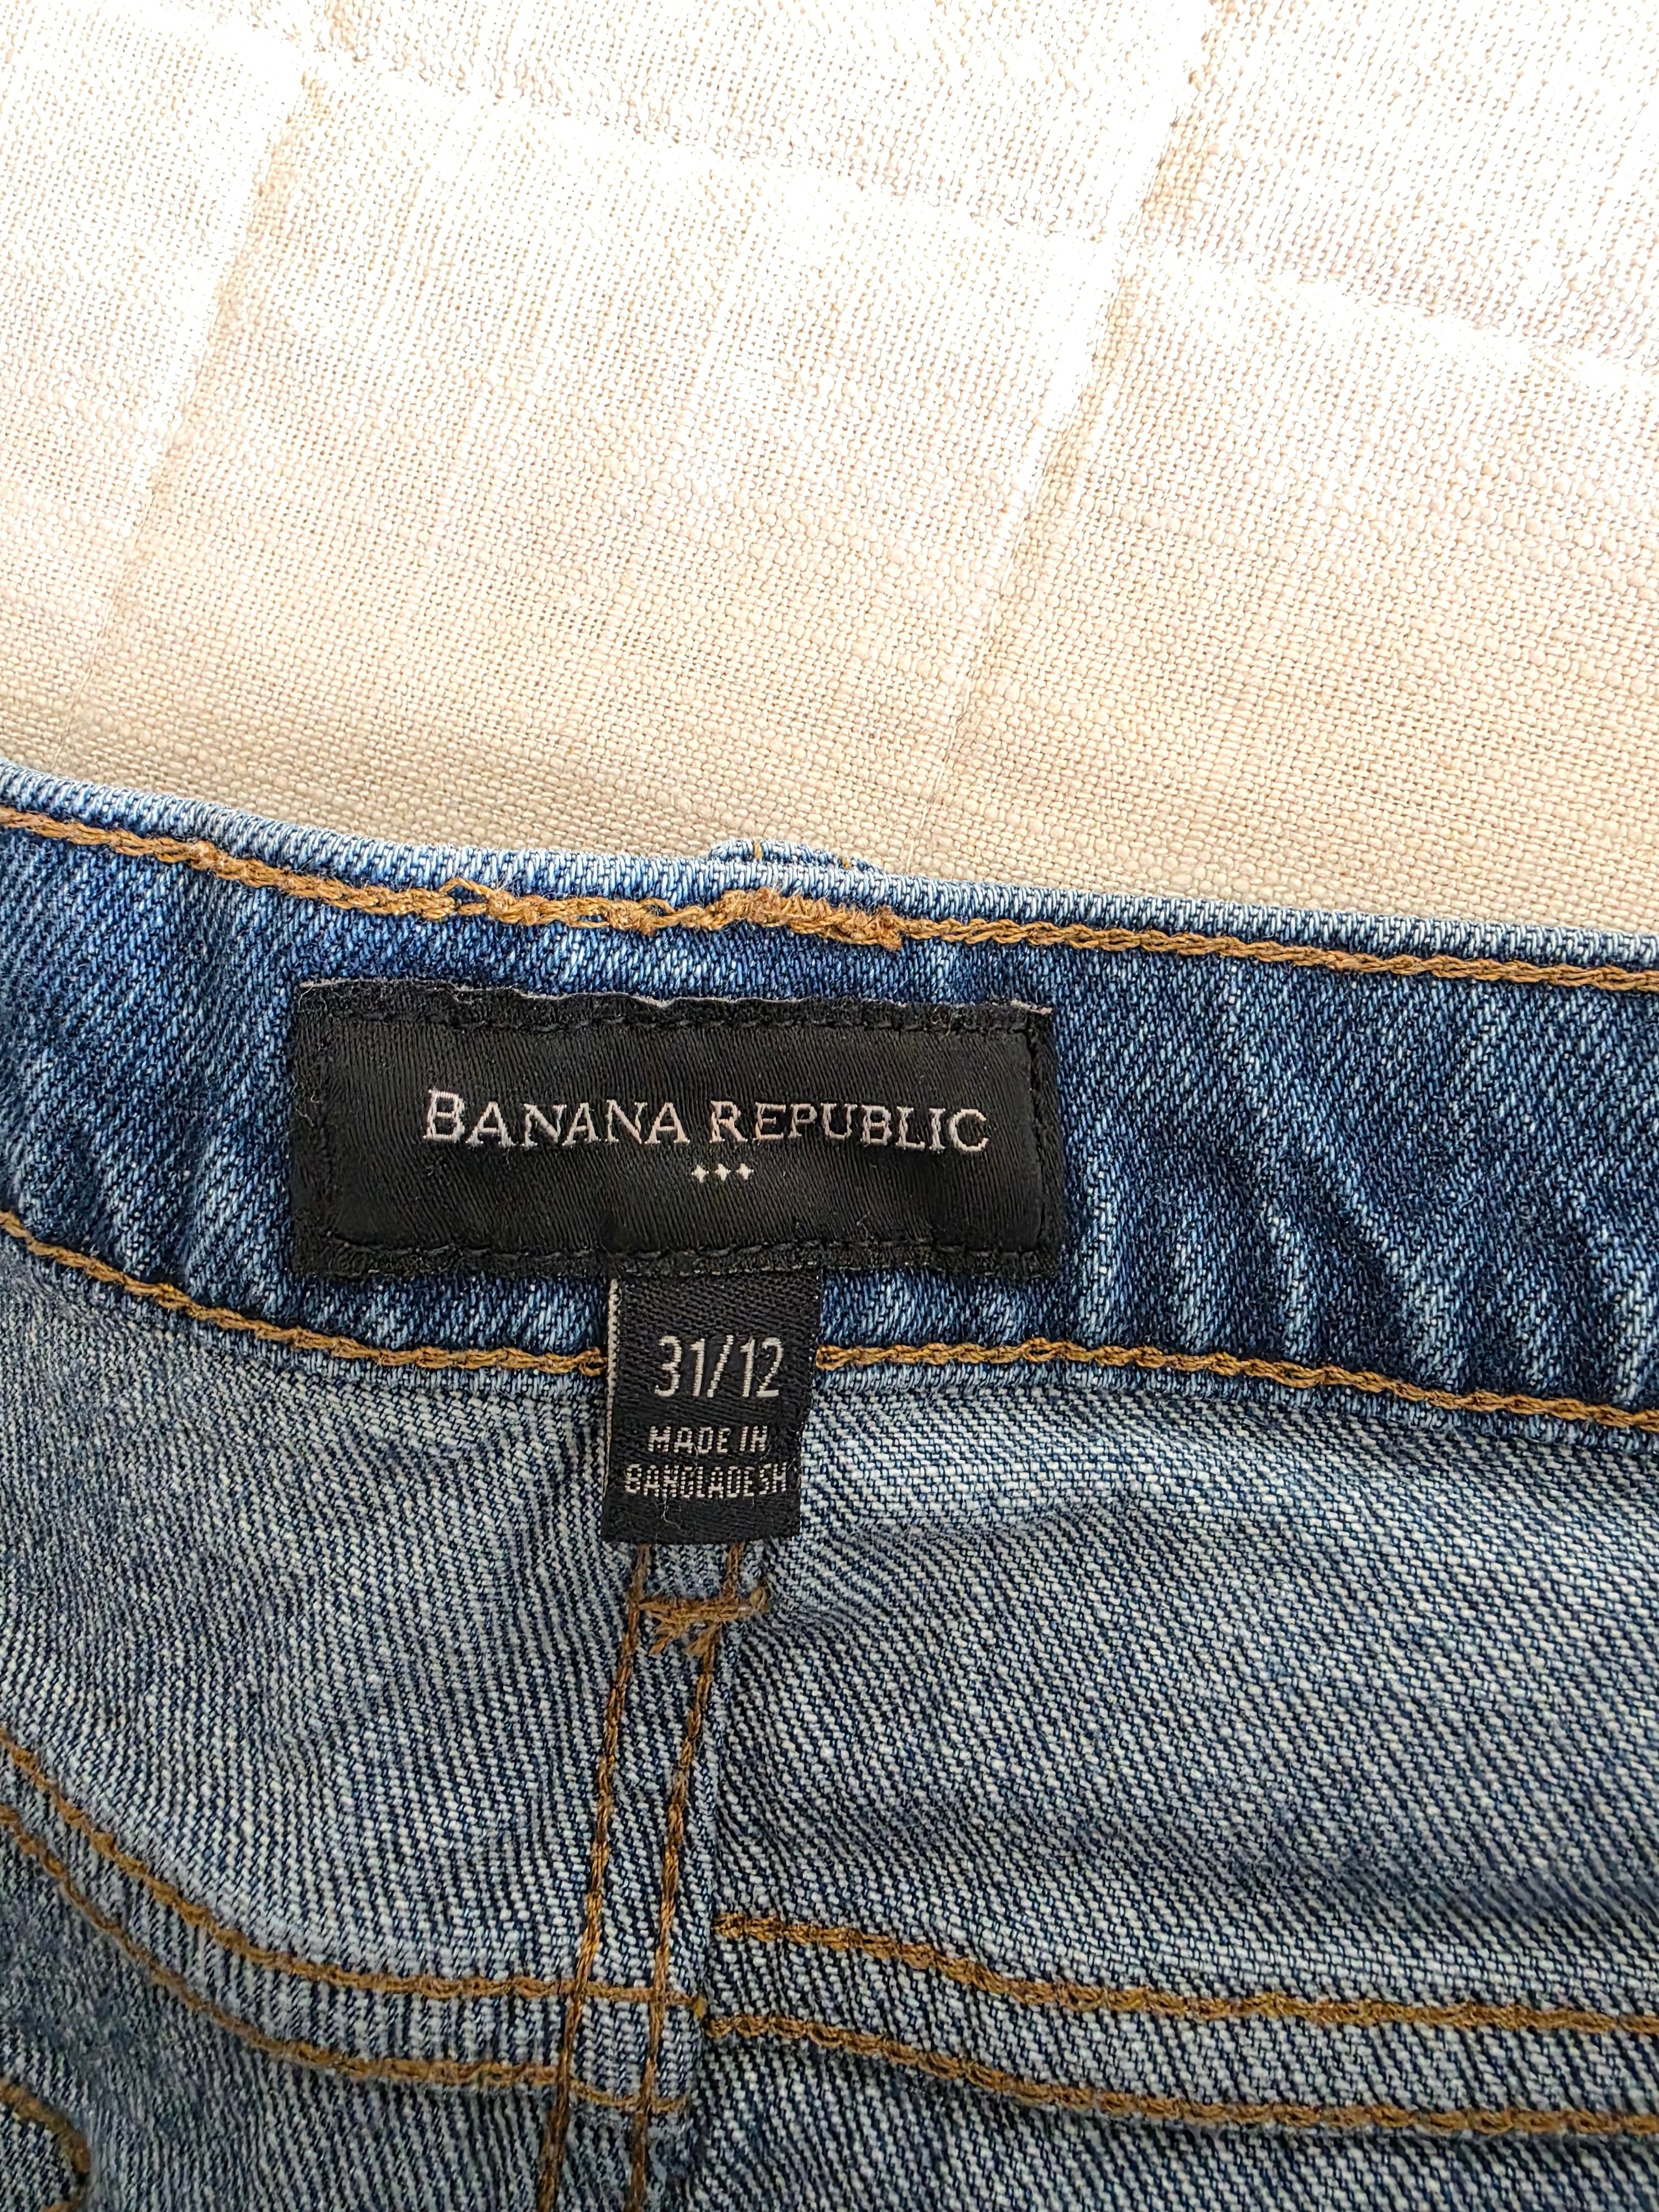 BANANA REPUBLIC
31/12
MADE IN
BANGLADESH